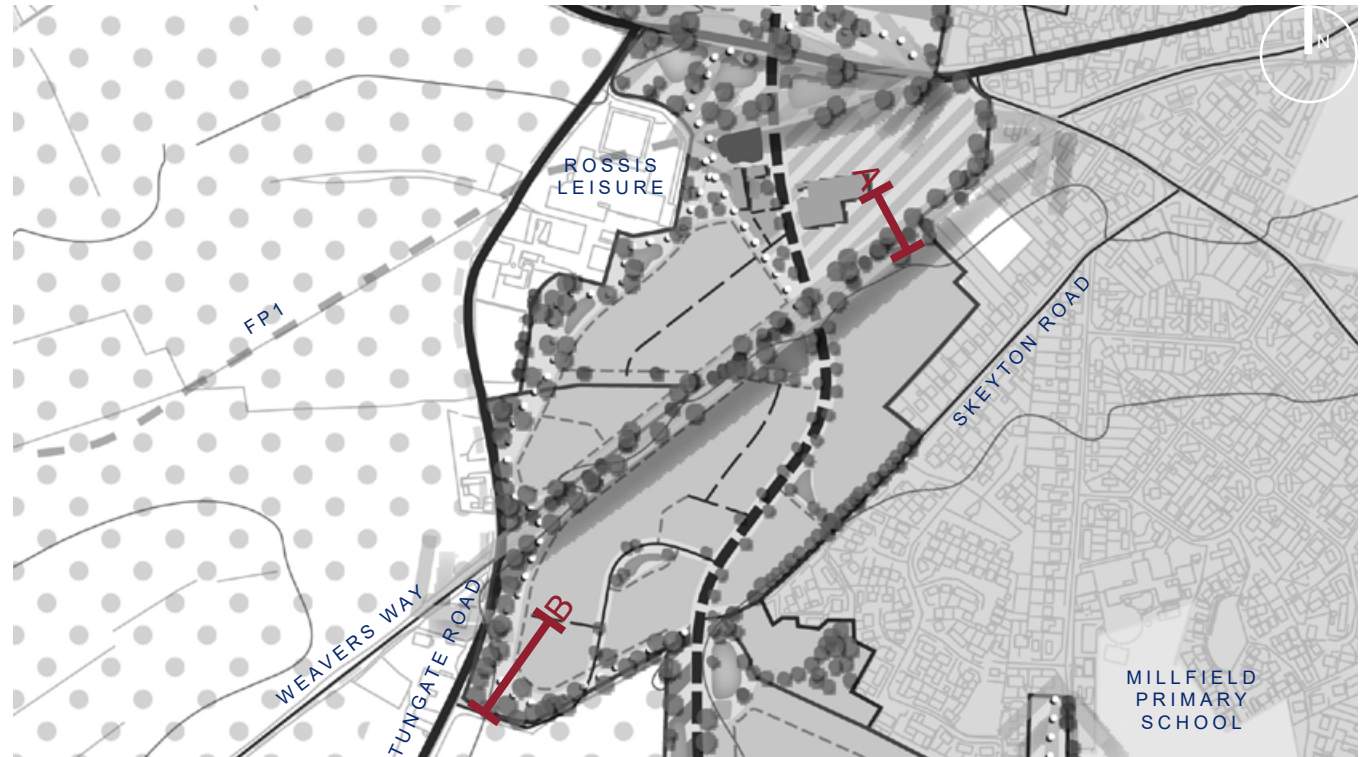 N
ROSSIS
LEISURE
A
FP1
SKEYTON ROAD
WEAVERS WAY
TUNGATE ROAD
B
MILLFIELD
PRIMARY
SCHOOL